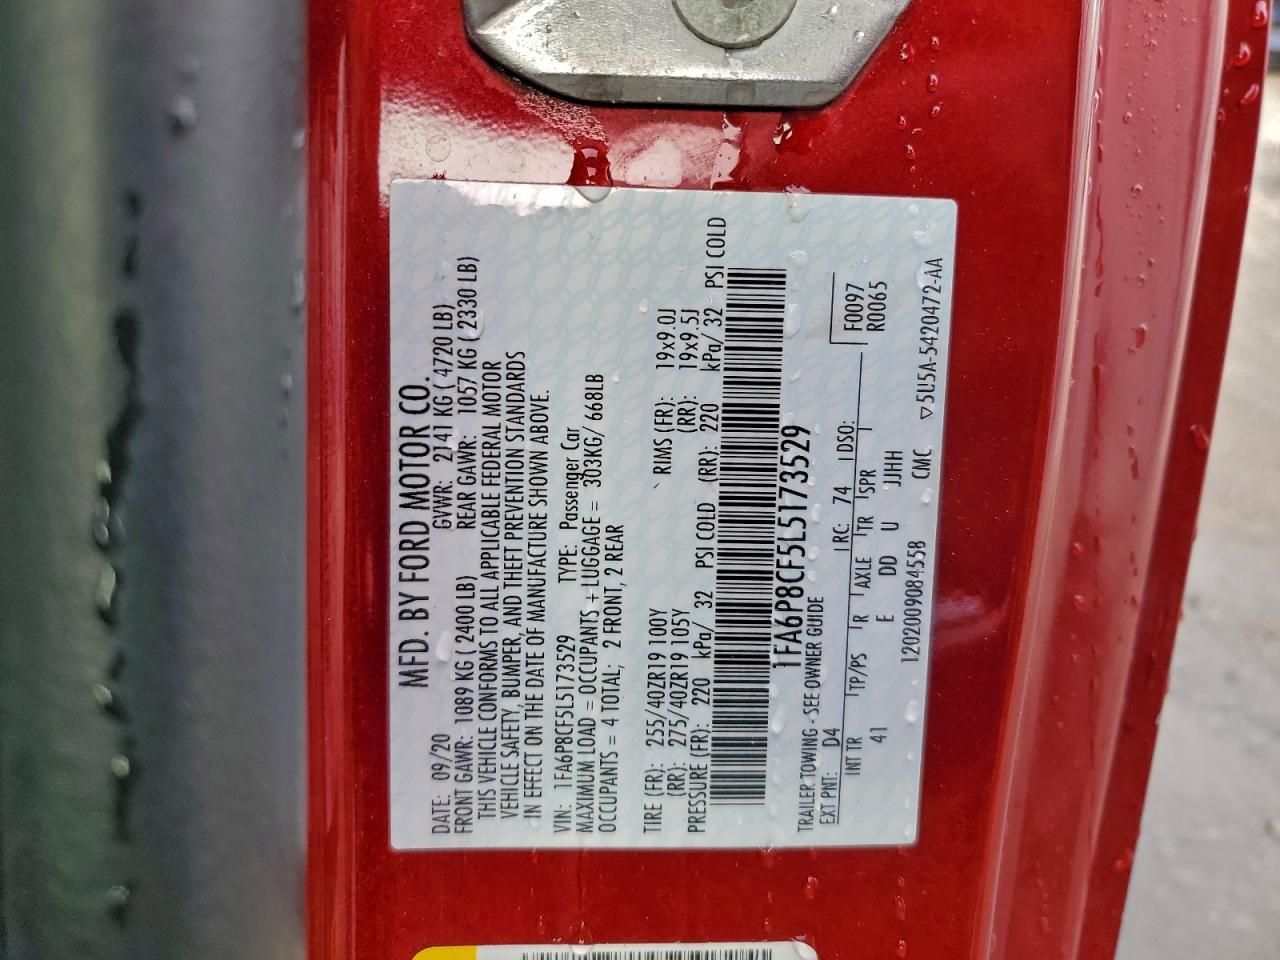 MFD. BY FORD MOTOR CO.
DATE: 09/20 GVWR: 2141 KG ( 4720 LB)
FRONT GAWR: 1089 KG ( 2400 LB) REAR GAWR: 1057 KG ( 2330 LB)
THIS VEHICLE CONFORMS TO ALL APPLICABLE FEDERAL MOTOR
VEHICLE SAFETY, BUMPER, AND THEFT PREVENTION STANDARDS
IN EFFECT ON THE DATE OF MANUFACTURE SHOWN ABOVE.
VIN: 1FA6P8CF5L5173529 TYPE: Passenger Car
MAXIMUM LOAD = OCCUPANTS + LUGGAGE = 303KG/ 668LB
OCCUPANTS = 4 TOTAL; 2 FRONT, 2 REAR
TIRE (FR): 255/40ZR19 100Y RIMS (FR): 19x9.0J
(RR): 275/40ZR19 105Y (RR): 19x9.5J
PRESSURE (FR): 220 kPa/ 32 PSI COLD (RR): 220 kPa/ 32 PSI COLD
1FA6P8CF5L5173529
TRAILER TOWING - SEE OWNER GUIDE F0097
EXT PNT: D4 RC: 74 DSO: R0065
INT TR TP/PS R AXLE TR SPR
41 E DD U JJHH
1202009084558 CMC ▽5U5A-5420472-AA